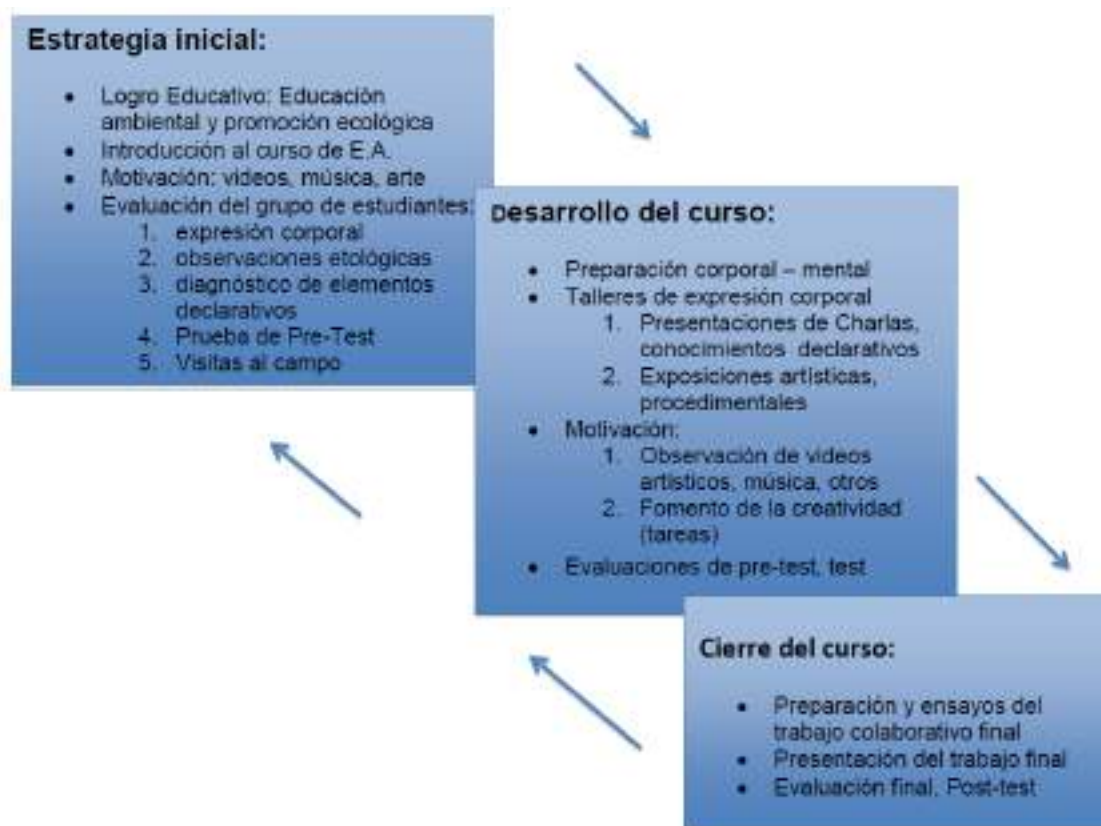 Estrategia inicial:
• Logro Educativo: Educación
ambiental y promoción ecológica
• Introducción al curso de E.A.
• Motivación: videos, música, arte
• Evaluación del grupo de estudiantes:
1. expresión corporal
2. observaciones etológicas
3. diagnóstico de elementos
declarativos
4. Prueba de Pre-Test
5. Visitas al campo
Desarrollo del curso:
• Preparación corporal – mental
• Talleres de expresión corporal
1. Presentaciones de Charlas,
conocimientos declarativos
2. Exposiciones artísticas,
procedimentales
• Motivación:
1. Observación de videos
artísticos, música, otros
2. Fomento de la creatividad
(tareas)
• Evaluaciones de pre-test, test
Cierre del curso:
• Preparación y ensayos del
trabajo colaborativo final
• Presentación del trabajo final
• Evaluación final, Post-test